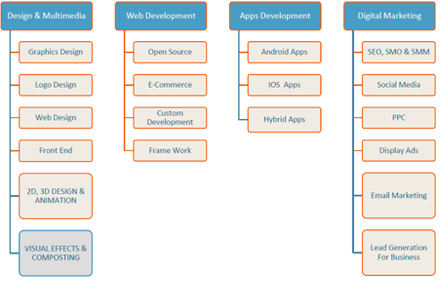 Design & Multimedia
Graphics Design
Logo Design
Web Design
Front End
2D, 3D DESIGN &
ANIMATION
VISUAL EFFECTS &
COMPOSTING
Web Development
Open Source
E-Commerce
Custom
Development
Frame Work
Apps Development
Android Apps
IOS Apps
Hybrid Apps
Digital Marketing
SEO, SMO & SMM
Social Media
PPC
Display Ads
Email Marketing
Lead Generation
For Business